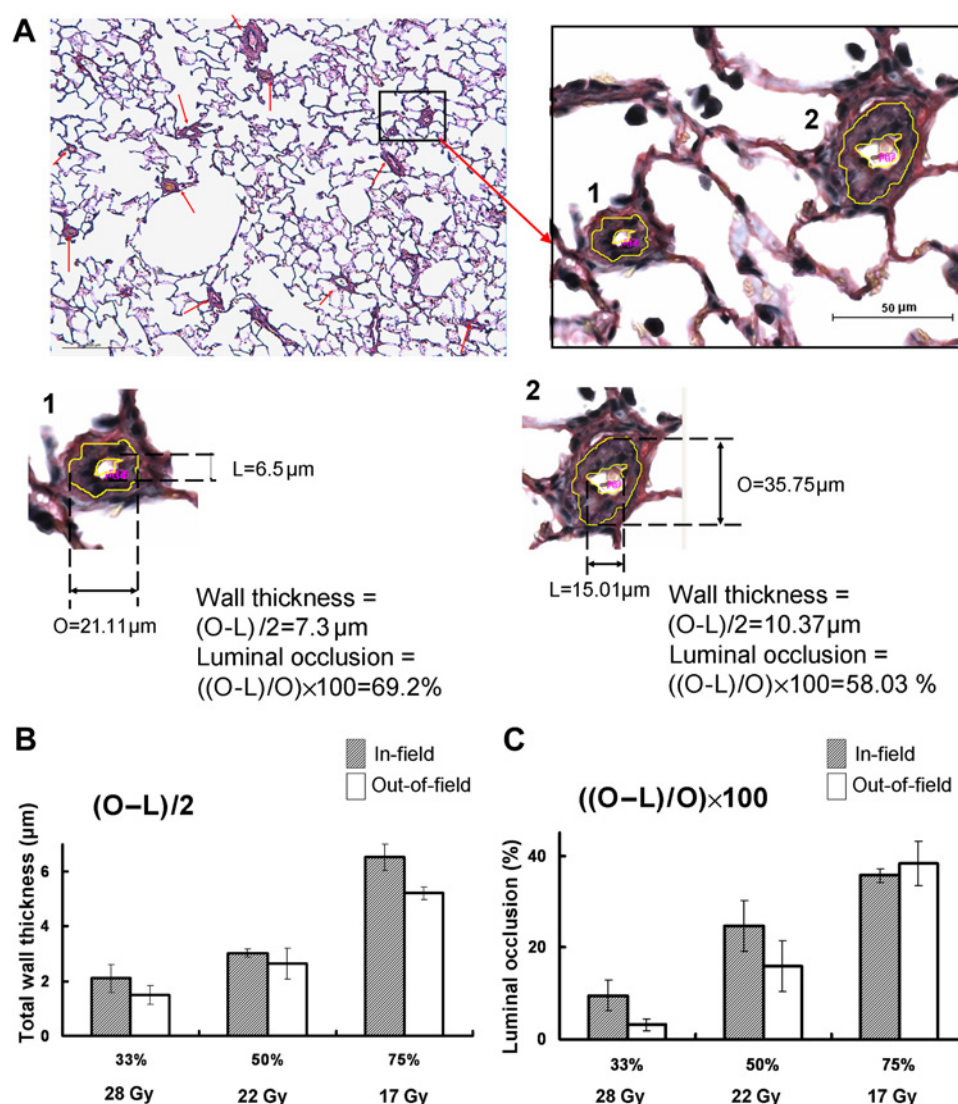 A
2
1
50 µm
1
L=6.5µm
O=21.11µm
Wall thickness =
(O-L) /2=7.3 µm
Luminal occlusion =
((O-L)/O)×100=69.2%
2
O=35.75µm
L=15.01µm
Wall thickness =
(O-L)/2=10.37µm
Luminal occlusion =
((O-L)/O)×100=58.03 %
B
In-field
Out-of-field
(O−L)/2
Total wall thickness (µm)
6
4
2
0
33%
50%
75%
28 Gy
22 Gy
17 Gy
C
In-field
Out-of-field
((O−L)/O)×100
Luminal occlusion (%)
40
20
0
33%
50%
75%
28 Gy
22 Gy
17 Gy